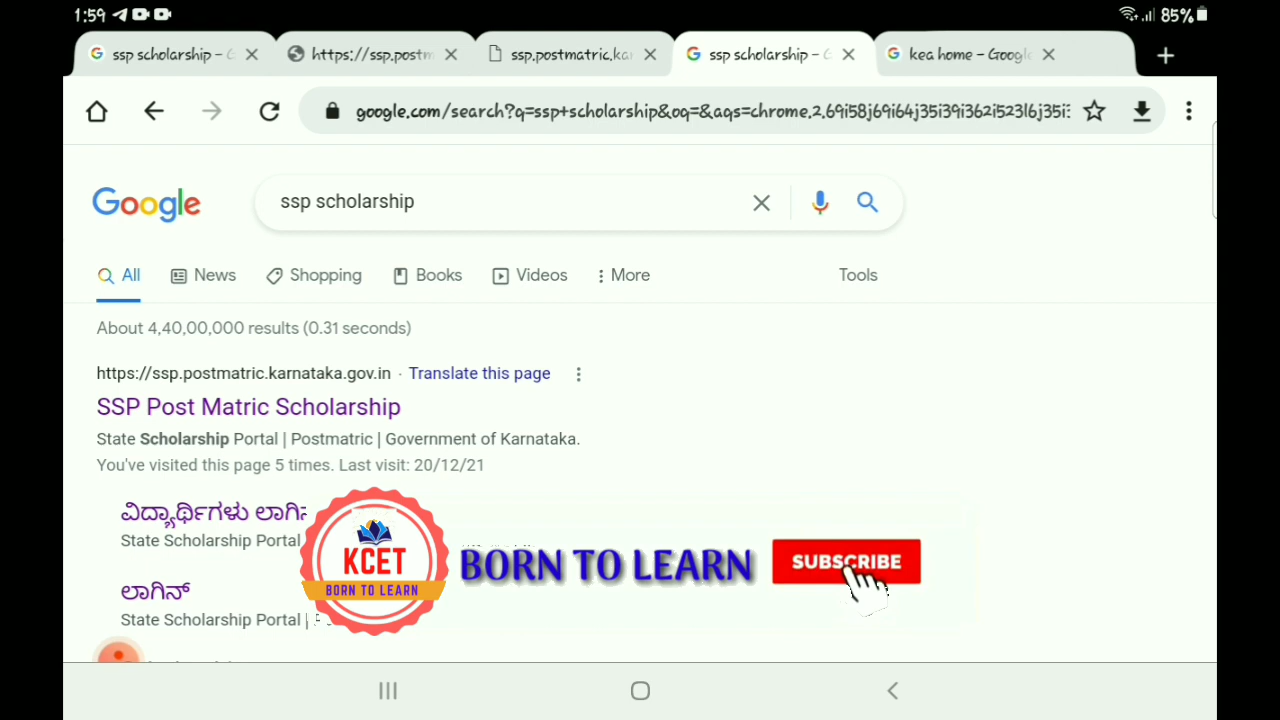 1:59
85%
ssp scholarship - G
https://ssp.postm
ssp.postmatric.ka
ssp scholarship - G
kea home - Google
google.com/search?q=ssp+scholarship&oq=&aqs=chrome.2.69i58j69i64j35i39i362i523l6j35i
Google
ssp scholarship
All
News
Shopping
Books
Videos
More
Tools
About 4,40,00,000 results (0.31 seconds)
https://ssp.postmatric.karnataka.gov.in · Translate this page
SSP Post Matric Scholarship
State Scholarship Portal | Postmatric | Government of Karnataka.
You've visited this page 5 times. Last visit: 20/12/21
ವಿದ್ಯಾರ್ಥಿಗಳು ಲಾಗಿನ
State Scholarship Portal
KCET
BORN TO LEARN
BORN TO LEARN
SUBSCRIBE
ಲಾಗಿನ್
State Scholarship Portal |